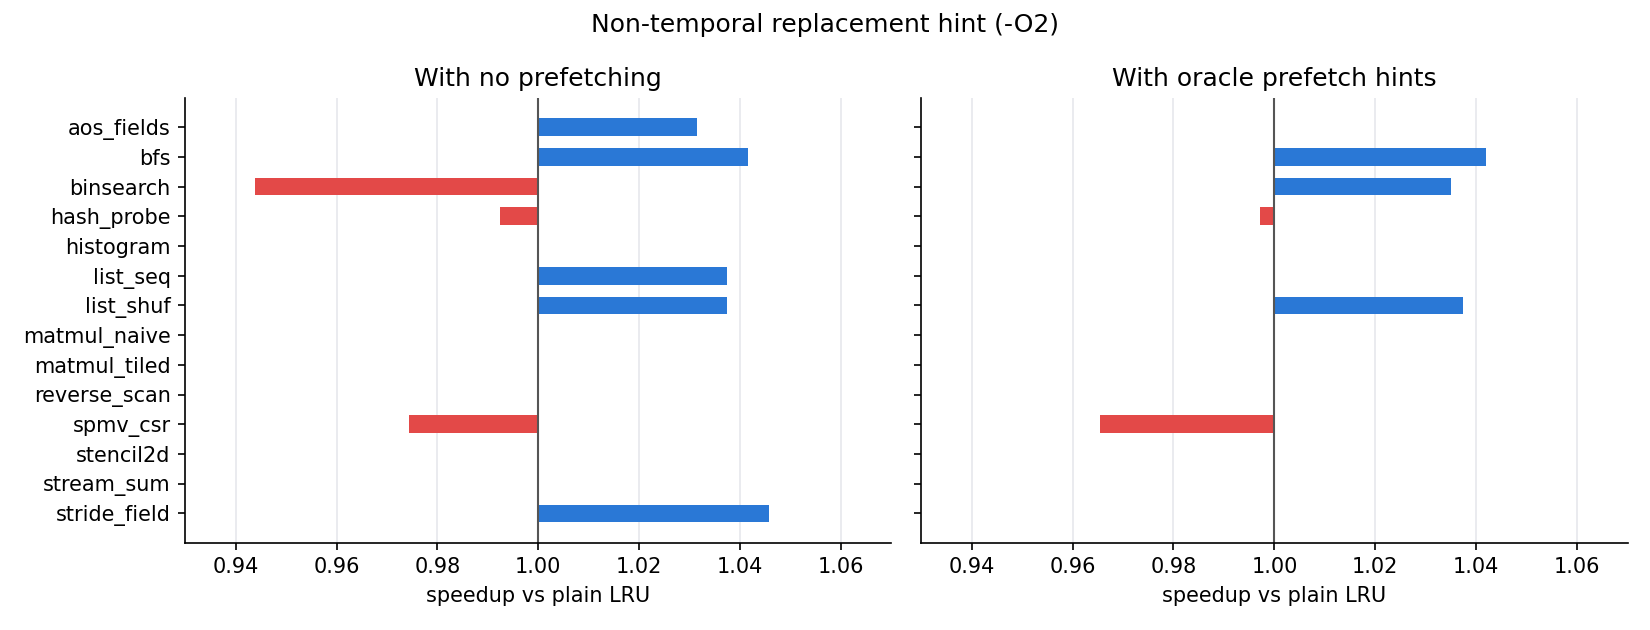 Non-temporal replacement hint (-O2)
With no prefetching
aos_fields
bfs
binsearch
hash_probe
histogram
list_seq
list_shuf
matmul_naive
matmul_tiled
reverse_scan
spmv_csr
stencil2d
stream_sum
stride_field
0.94 0.96 0.98 1.00 1.02 1.04 1.06
speedup vs plain LRU
With oracle prefetch hints
0.94 0.96 0.98 1.00 1.02 1.04 1.06
speedup vs plain LRU